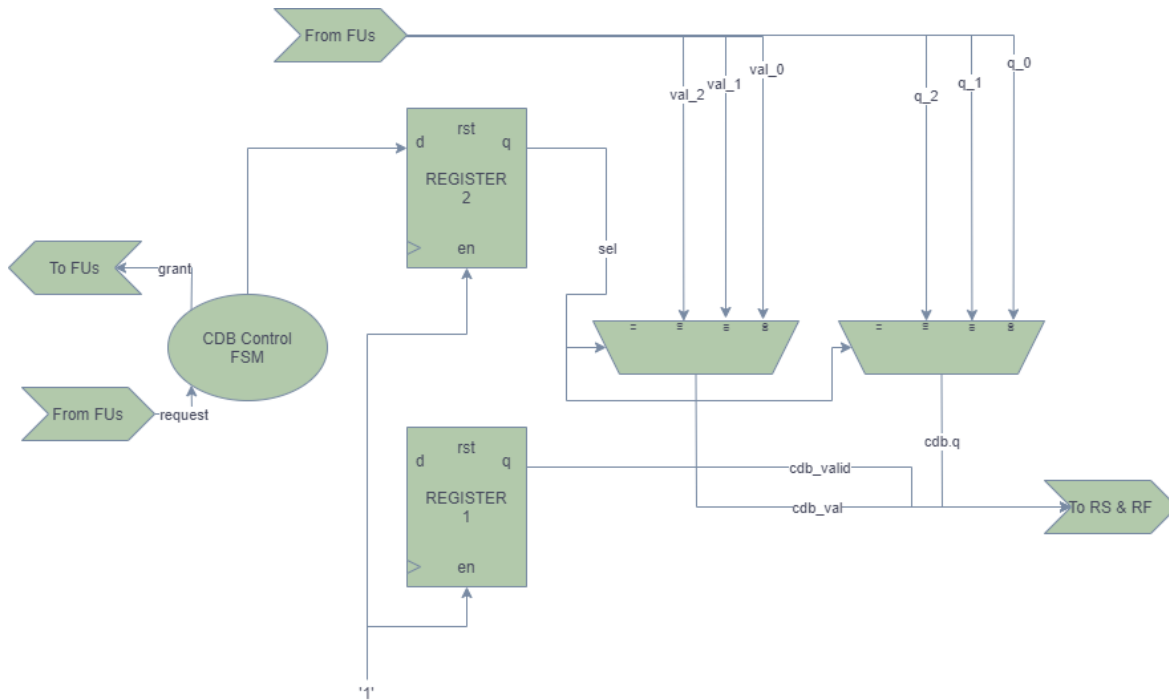 From FUs
val_2
val_1
val_0
q_2
q_1
q_0
d
rst
q
REGISTER
2
en
sel
To FUs
grant
CDB Control
FSM
From FUs
request
d
rst
q
REGISTER
1
en
cdb_valid
cdb_val
cdb.q
To RS & RF
'1'